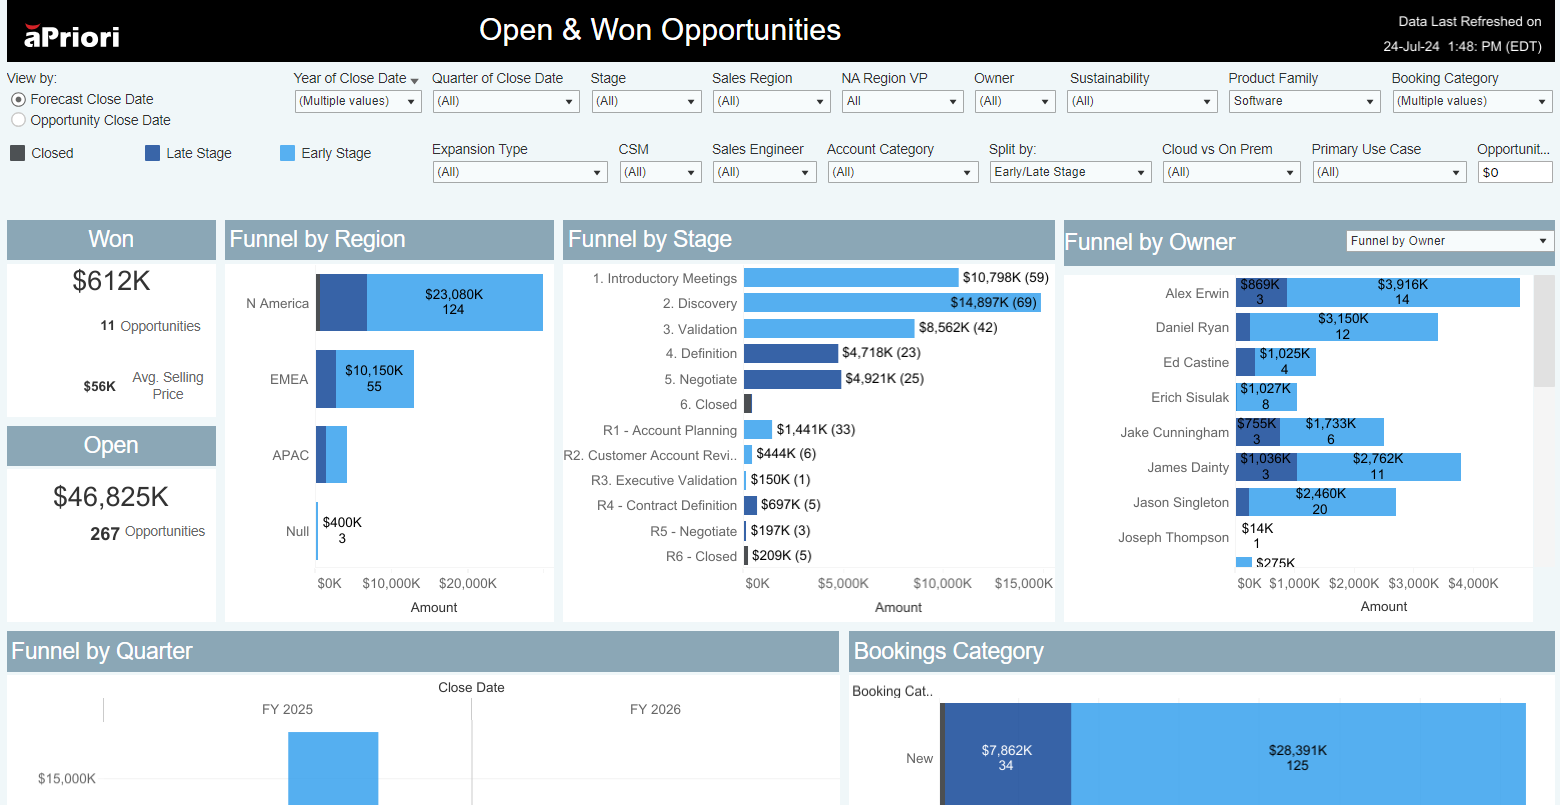 aPriori
Open & Won Opportunities
Data Last Refreshed on
24-Jul-24 1:48: PM (EDT)
View by:
Forecast Close Date
Opportunity Close Date
Year of Close Date
(Multiple values)
Quarter of Close Date
(All)
Stage
(All)
Sales Region
(All)
NA Region VP
All
Owner
(All)
Sustainability
(All)
Product Family
Software
Booking Category
(Multiple values)
Closed
Late Stage
Early Stage
Expansion Type
(All)
CSM
(All)
Sales Engineer
(All)
Account Category
(All)
Split by:
Early/Late Stage
Cloud vs On Prem
(All)
Primary Use Case
(All)
Opportunit...
$0
Won
$612K
11 Opportunities
$56K Avg. Selling
Price
Open
$46,825K
267 Opportunities
Funnel by Region
N America
$23,080K
124
EMEA
$10,150K
55
APAC
Null
$400K
3
$0K $10,000K $20,000K
Amount
Funnel by Stage
1. Introductory Meetings $10,798K (59)
2. Discovery $14,897K (69)
3. Validation $8,562K (42)
4. Definition $4,718K (23)
5. Negotiate $4,921K (25)
6. Closed
R1 - Account Planning $1,441K (33)
R2. Customer Account Revi.. $444K (6)
R3. Executive Validation $150K (1)
R4 - Contract Definition $697K (5)
R5 - Negotiate $197K (3)
R6 - Closed $209K (5)
$0K $5,000K $10,000K $15,000K
Amount
Funnel by Owner
Funnel by Owner
Alex Erwin
$869K $3,916K
3 14
Daniel Ryan
$3,150K
12
Ed Castine
$1,025K
4
Erich Sisulak
$1,027K
8
Jake Cunningham
$755K $1,733K
3 6
James Dainty
$1,036K $2,762K
3 11
Jason Singleton
$2,460K
20
Joseph Thompson
$14K
1
$275K
$0K $1,000K $2,000K $3,000K $4,000K
Amount
Funnel by Quarter
Close Date
FY 2025 FY 2026
$15,000K
Bookings Category
Booking Cat..
New
$7,862K $28,391K
34 125